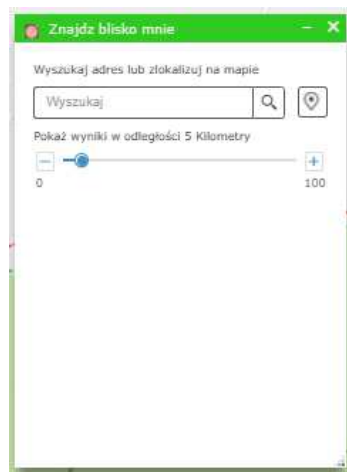 Znajdz blisko mnie
Wyszukaj adres lub zlokalizuj na mapie
Wyszukaj
Pokaż wyniki w odległości 5 Kilometry
0 100